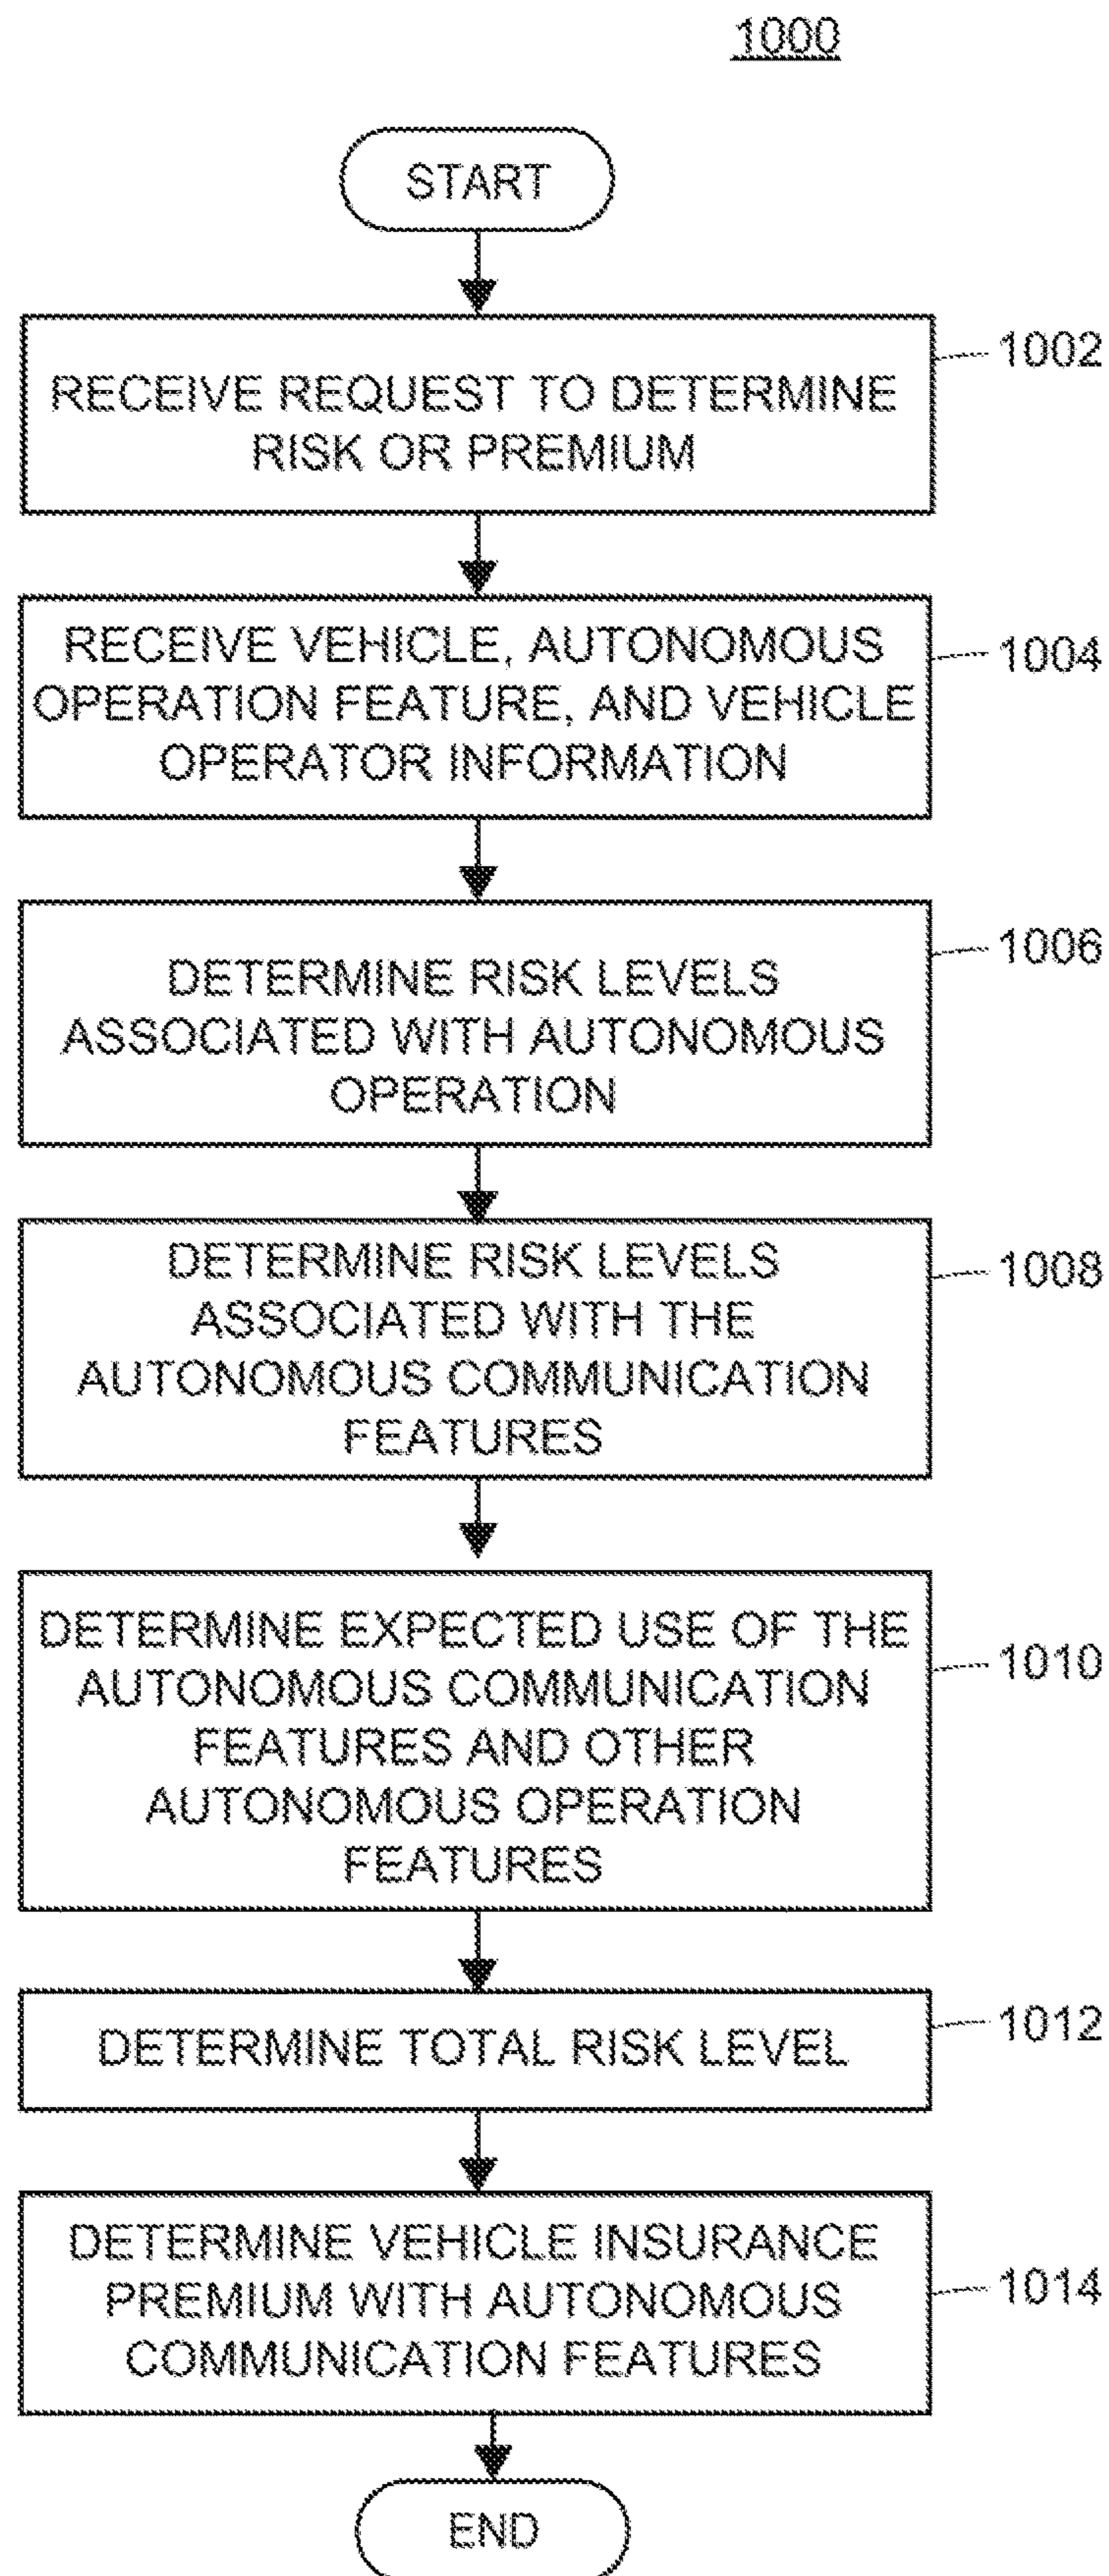 1000
START
RECEIVE REQUEST TO DETERMINE
RISK OR PREMIUM
1002
RECEIVE VEHICLE, AUTONOMOUS
OPERATION FEATURE, AND VEHICLE
OPERATOR INFORMATION
1004
DETERMINE RISK LEVELS
ASSOCIATED WITH AUTONOMOUS
OPERATION
1006
DETERMINE RISK LEVELS
ASSOCIATED WITH THE
AUTONOMOUS COMMUNICATION
FEATURES
1008
DETERMINE EXPECTED USE OF THE
AUTONOMOUS COMMUNICATION
FEATURES AND OTHER
AUTONOMOUS OPERATION
FEATURES
1010
DETERMINE TOTAL RISK LEVEL
1012
DETERMINE VEHICLE INSURANCE
PREMIUM WITH AUTONOMOUS
COMMUNICATION FEATURES
1014
END